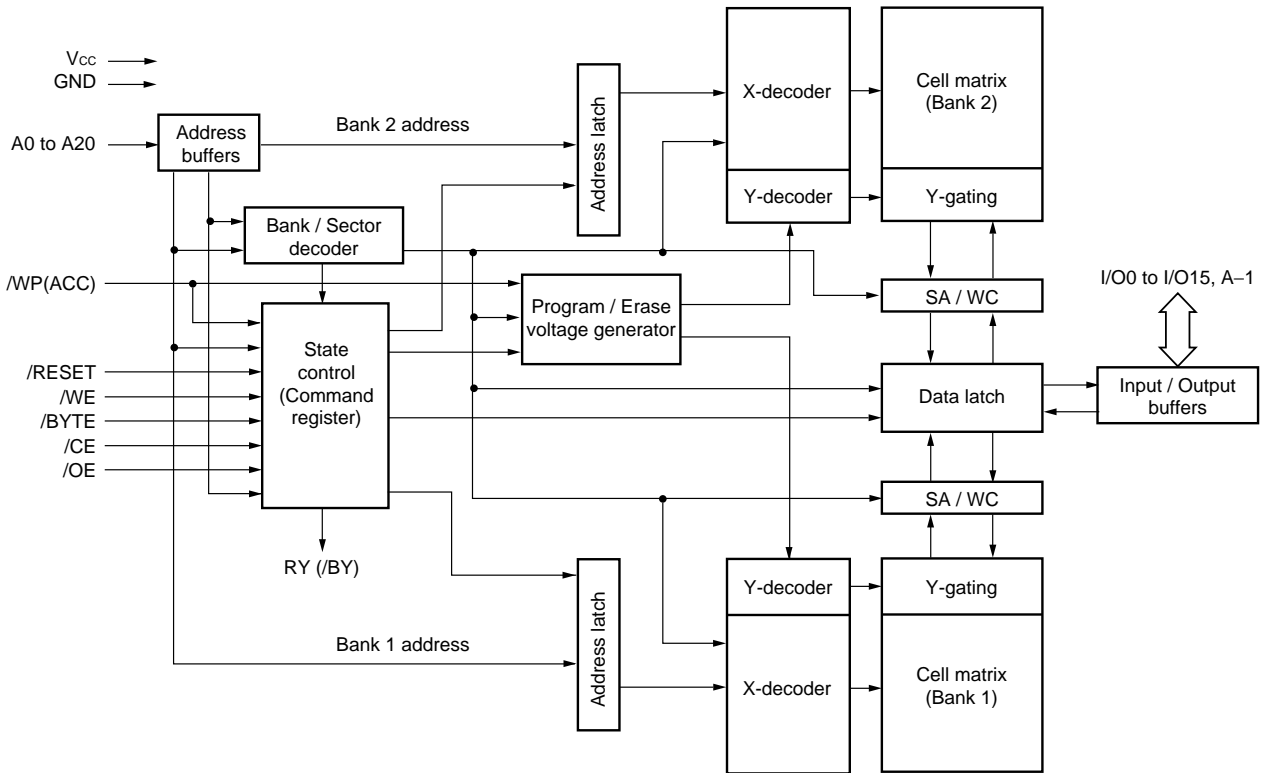 Vcc
GND
A0 to A20
Address
buffers
Bank 2 address
Address latch
X-decoder
Cell matrix
(Bank 2)
Y-decoder
Y-gating
Bank / Sector
decoder
/WP(ACC)
Program / Erase
voltage generator
SA / WC
I/O0 to I/O15, A−1
State
control
(Command
register)
/RESET
/WE
/BYTE
/CE
/OE
Data latch
Input / Output
buffers
SA / WC
RY (/BY)
Bank 1 address
Address latch
Y-decoder
Y-gating
X-decoder
Cell matrix
(Bank 1)